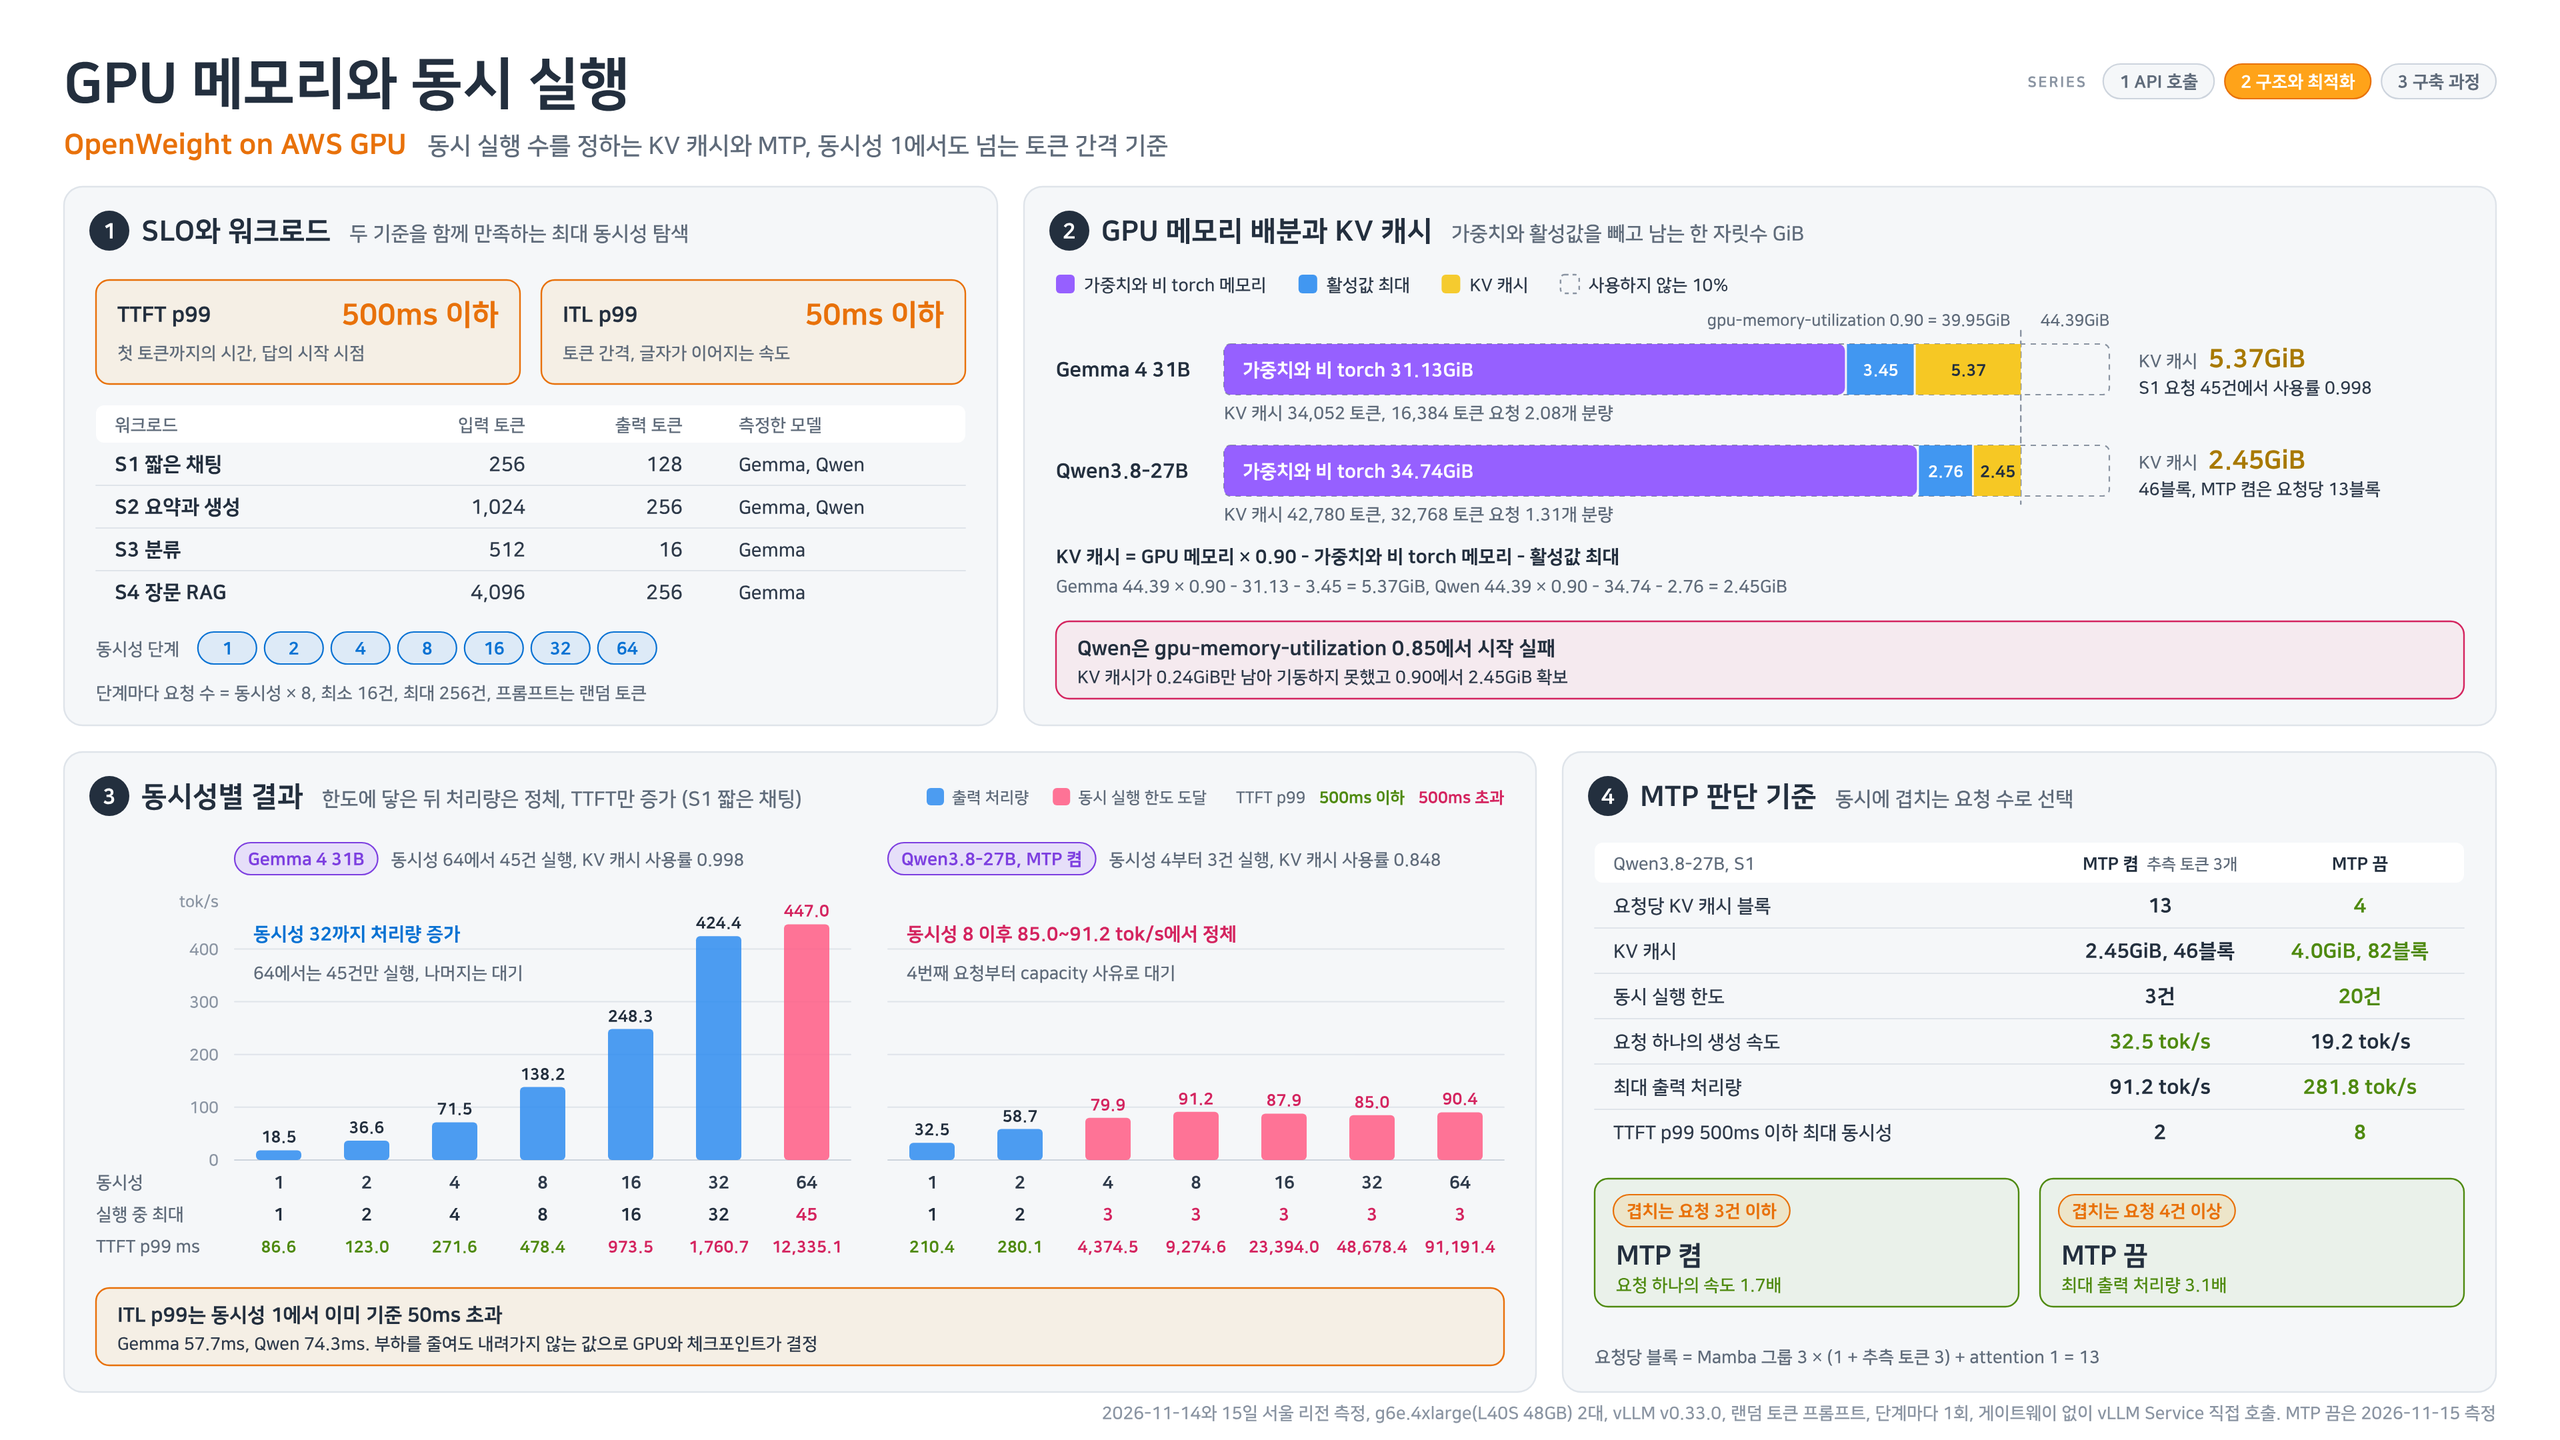 GPU 메모리와 동시 실행
SERIES 1 API 호출 2 구조와 최적화 3 구축 과정
OpenWeight on AWS GPU 동시 실행 수를 정하는 KV 캐시와 MTP, 동시성 1에서도 넘는 토큰 간격 기준
1 SLO와 워크로드 두 기준을 함께 만족하는 최대 동시성 탐색
TTFT p99 500ms 이하
첫 토큰까지의 시간, 답의 시작 시점
ITL p99 50ms 이하
토큰 간격, 글자가 이어지는 속도
워크로드 입력 토큰 출력 토큰 측정한 모델
S1 짧은 채팅 256 128 Gemma, Qwen
S2 요약과 생성 1,024 256 Gemma, Qwen
S3 분류 512 16 Gemma
S4 장문 RAG 4,096 256 Gemma
동시성 단계 1 2 4 8 16 32 64
단계마다 요청 수 = 동시성 × 8, 최소 16건, 최대 256건, 프롬프트는 랜덤 토큰
2 GPU 메모리 배분과 KV 캐시 가중치와 활성값을 빼고 남는 한 자릿수 GiB
가중치와 비 torch 메모리 활성값 최대 KV 캐시 사용하지 않는 10%
gpu-memory-utilization 0.90 = 39.95GiB 44.39GiB
Gemma 4 31B 가중치와 비 torch 31.13GiB 3.45 5.37
KV 캐시 5.37GiB
S1 요청 45건에서 사용률 0.998
KV 캐시 34,052 토큰, 16,384 토큰 요청 2.08개 분량
Qwen3.8-27B 가중치와 비 torch 34.74GiB 2.76 2.45
KV 캐시 2.45GiB
46블록, MTP 켬은 요청당 13블록
KV 캐시 42,780 토큰, 32,768 토큰 요청 1.31개 분량
KV 캐시 = GPU 메모리 × 0.90 - 가중치와 비 torch 메모리 - 활성값 최대
Gemma 44.39 × 0.90 - 31.13 - 3.45 = 5.37GiB, Qwen 44.39 × 0.90 - 34.74 - 2.76 = 2.45GiB
Qwen은 gpu-memory-utilization 0.85에서 시작 실패
KV 캐시가 0.24GiB만 남아 기동하지 못했고 0.90에서 2.45GiB 확보
3 동시성별 결과 한도에 닿은 뒤 처리량은 정체, TTFT만 증가 (S1 짧은 채팅)
출력 처리량 동시 실행 한도 도달 TTFT p99 500ms 이하 500ms 초과
Gemma 4 31B 동시성 64에서 45건 실행, KV 캐시 사용률 0.998
tok/s
400
300
200
100
0
동시성 32까지 처리량 증가
64에서는 45건만 실행, 나머지는 대기
18.5 36.6 71.5 138.2 248.3 424.4 447.0
Qwen3.8-27B, MTP 켬 동시성 4부터 3건 실행, KV 캐시 사용률 0.848
동시성 8 이후 85.0~91.2 tok/s에서 정체
4번째 요청부터 capacity 사유로 대기
32.5 58.7 79.9 91.2 87.9 85.0 90.4
동시성 1 2 4 8 16 32 64 1 2 4 8 16 32 64
실행 중 최대 1 2 4 8 16 32 45 1 2 3 3 3 3 3
TTFT p99 ms 86.6 123.0 271.6 478.4 973.5 1,760.7 12,335.1 210.4 280.1 4,374.5 9,274.6 23,394.0 48,678.4 91,191.4
ITL p99는 동시성 1에서 이미 기준 50ms 초과
Gemma 57.7ms, Qwen 74.3ms. 부하를 줄여도 내려가지 않는 값으로 GPU와 체크포인트가 결정
4 MTP 판단 기준 동시에 겹치는 요청 수로 선택
Qwen3.8-27B, S1 MTP 켬 추측 토큰 3개 MTP 끔
요청당 KV 캐시 블록 13 4
KV 캐시 2.45GiB, 46블록 4.0GiB, 82블록
동시 실행 한도 3건 20건
요청 하나의 생성 속도 32.5 tok/s 19.2 tok/s
최대 출력 처리량 91.2 tok/s 281.8 tok/s
TTFT p99 500ms 이하 최대 동시성 2 8
겹치는 요청 3건 이하
MTP 켬
요청 하나의 속도 1.7배
겹치는 요청 4건 이상
MTP 끔
최대 출력 처리량 3.1배
요청당 블록 = Mamba 그룹 3 × (1 + 추측 토큰 3) + attention 1 = 13
2026-11-14와 15일 서울 리전 측정, g6e.4xlarge(L40S 48GB) 2대, vLLM v0.33.0, 랜덤 토큰 프롬프트, 단계마다 1회, 게이트웨이 없이 vLLM Service 직접 호출. MTP 끔은 2026-11-15 측정